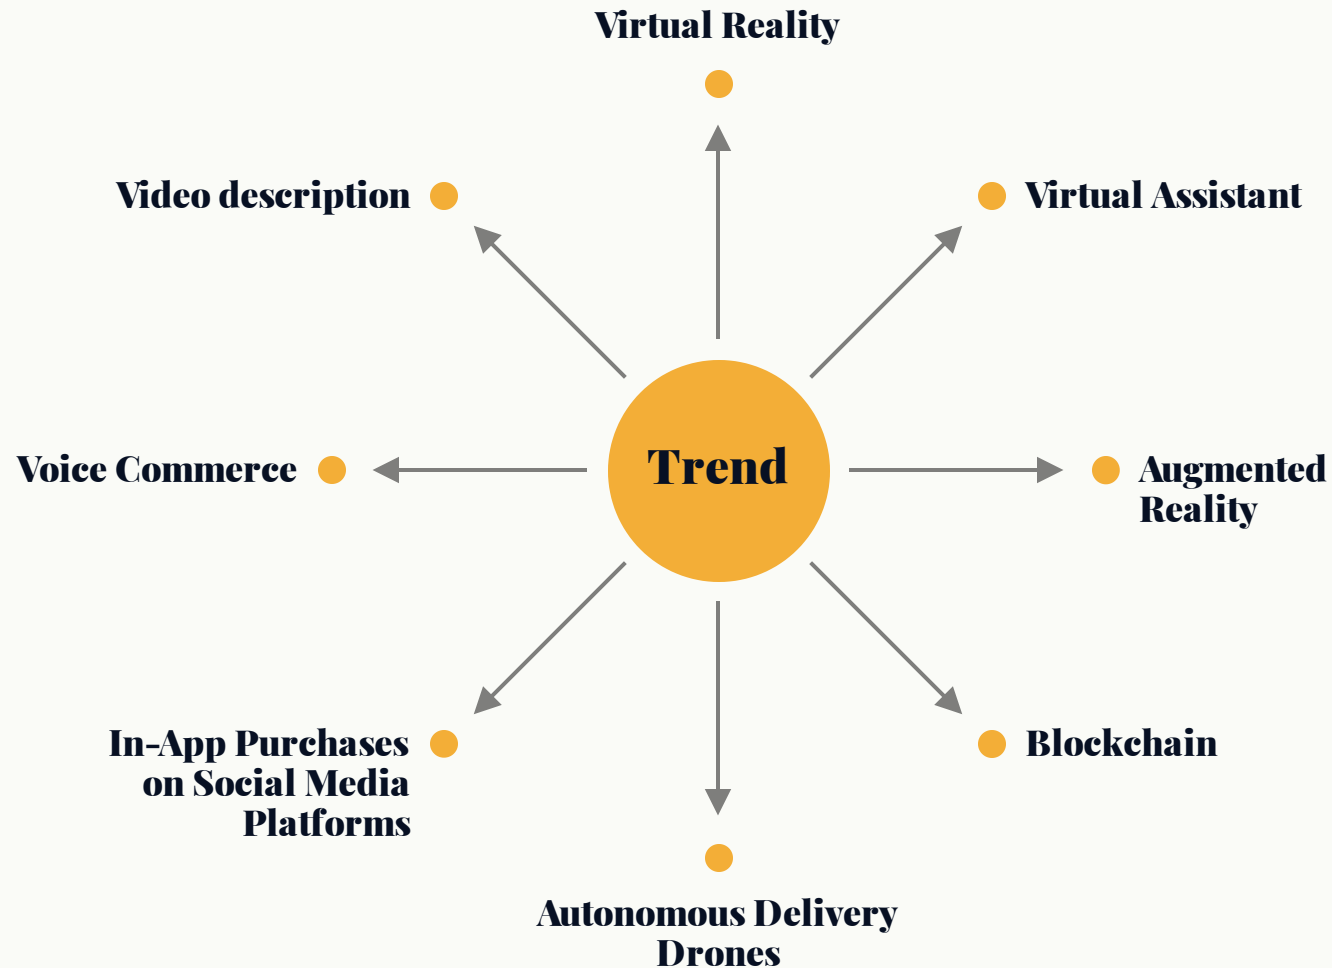 Virtual Reality
Video description
Virtual Assistant
Trend
Voice Commerce
Augmented
Reality
In-App Purchases
on Social Media
Platforms
Blockchain
Autonomous Delivery
Drones